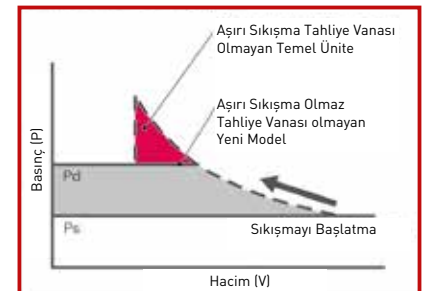 Aşırı Sıkışma Tahliye Vanası
Olmayan Temel Ünite
Aşırı Sıkışma Olmaz
Tahliye Vanası olmayan
Yeni Model
Basınç (P)
Pd
Ps
Sıkışmayı Başlatma
Hacim (V)